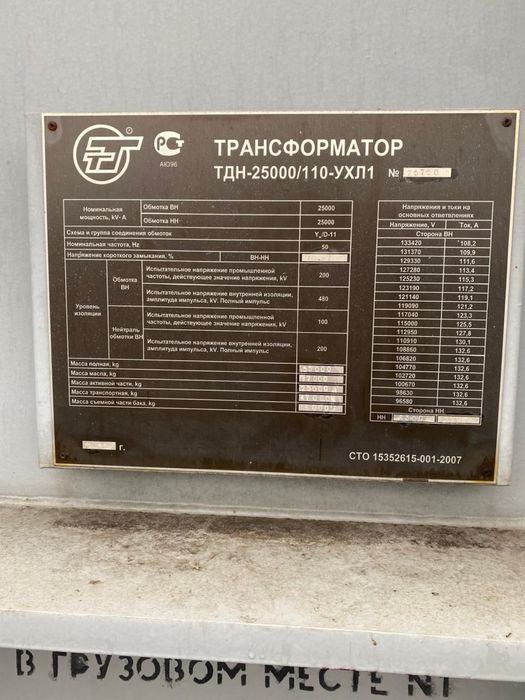 РСТ
АЮ96
ТРАНСФОРМАТОР
ТДН-25000/110-УХЛ1 №
Номинальная мощность, kV·A
Обмотка ВН 25000
Обмотка НН 25000
Схема и группа соединения обмоток Yн/D-11
Номинальная частота, Hz 50
Напряжение короткого замыкания, % ВН-НН
Уровень изоляции
Обмотка ВН
Испытательное напряжение промышленной
частоты, действующее значение напряжения, kV 200
Испытательное напряжение внутренней изоляции,
амплитуда импульса, kV. Полный импульс 480
Нейтраль обмотки ВН
Испытательное напряжение промышленной
частоты, действующее значение напряжения, kV 100
Испытательное напряжение внутренней изоляции,
амплитуда импульса, kV. Полный импульс 200
Масса полная, kg
Масса масла, kg
Масса активной части, kg
Масса транспортная, kg
Масса съемной части бака, kg
г.
Напряжения и токи на
основных ответвлениях
Напряжение, V Ток, A
Сторона ВН
133420 108,2
131370 109,9
129330 111,6
127280 113,4
125230 115,3
123190 117,2
121140 119,1
119090 121,2
117040 123,3
115000 125,5
112950 127,8
110910 130,1
108860 132,6
106820 132,6
104770 132,6
102720 132,6
100670 132,6
98630 132,6
96580 132,6
Сторона НН
НН
СТО 15352615-001-2007
В ГРУЗОВОМ МЕСТЕ N1